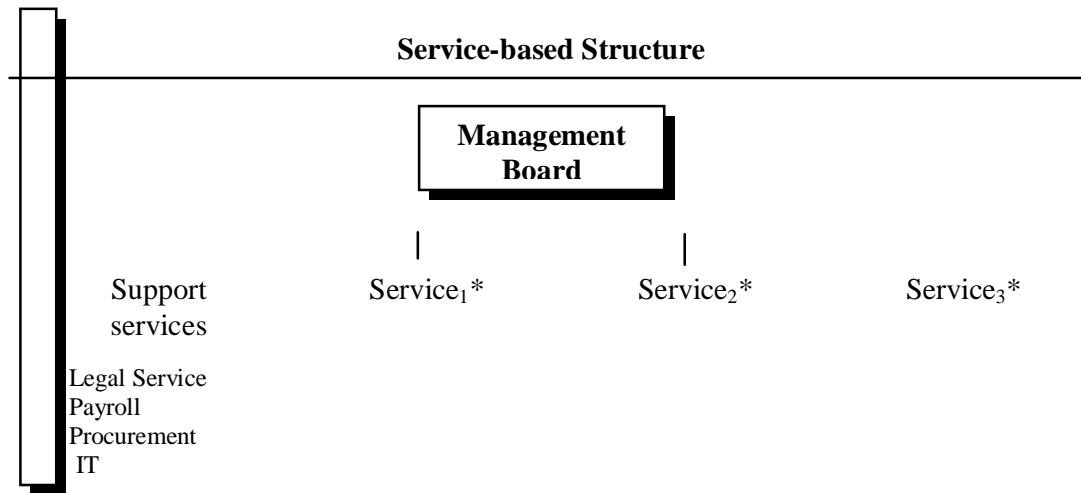 Service-based Structure
Management
Board
Support
services
Service₁*
Service₂*
Service₃*
Legal Service
Payroll
Procurement
IT